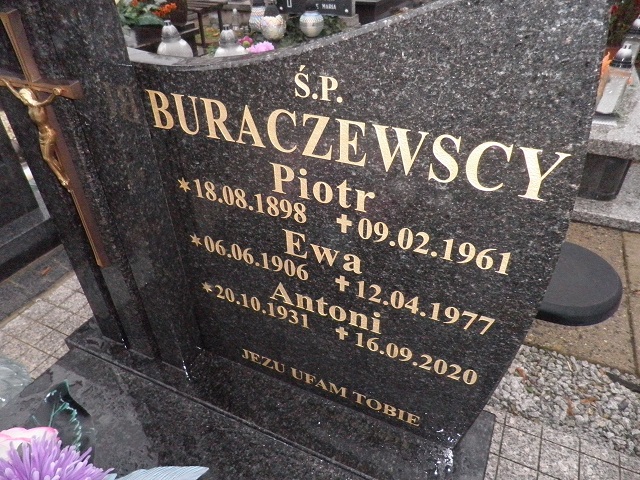 MARIA
Ś.P.
BURACZEWSCY
Piotr
*18.08.1898 ✝09.02.1961
Ewa
*06.06.1906 ✝12.04.1977
Antoni
*20.10.1931 ✝16.09.2020
JEZU UFAM TOBIE